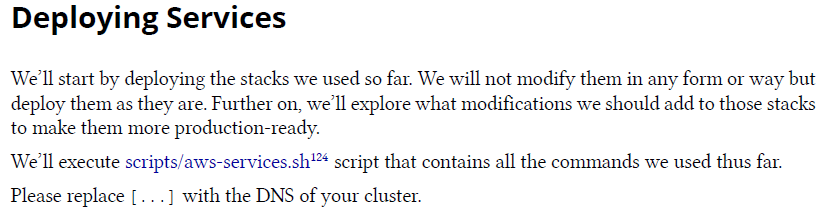 Deploying Services
We’ll start by deploying the stacks we used so far. We will not modify them in any form or way but
deploy them as they are. Further on, we’ll explore what modifications we should add to those stacks
to make them more production-ready.
We’ll execute scripts/aws-services.sh¹²⁴ script that contains all the commands we used thus far.
Please replace [...] with the DNS of your cluster.